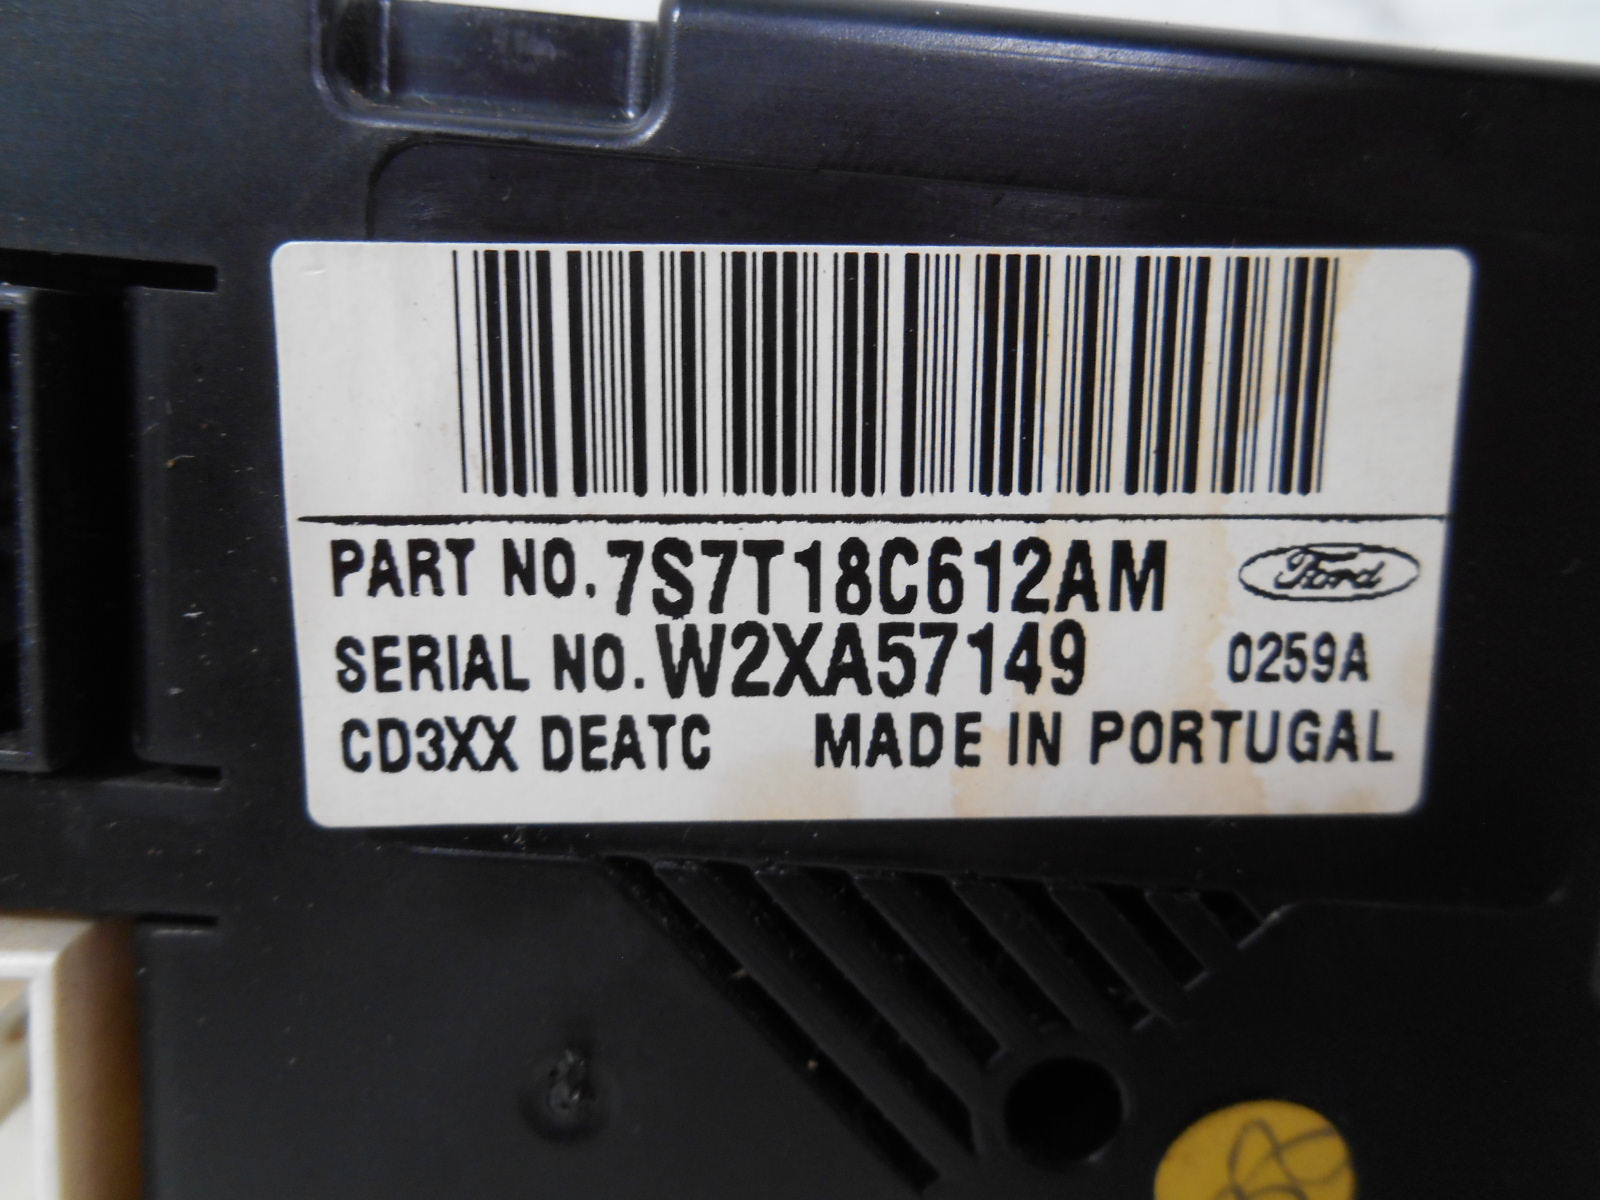 PART NO. 7S7T18C612AM Ford
SERIAL NO. W2XA57149 0259A
CD3XX DEATC MADE IN PORTUGAL